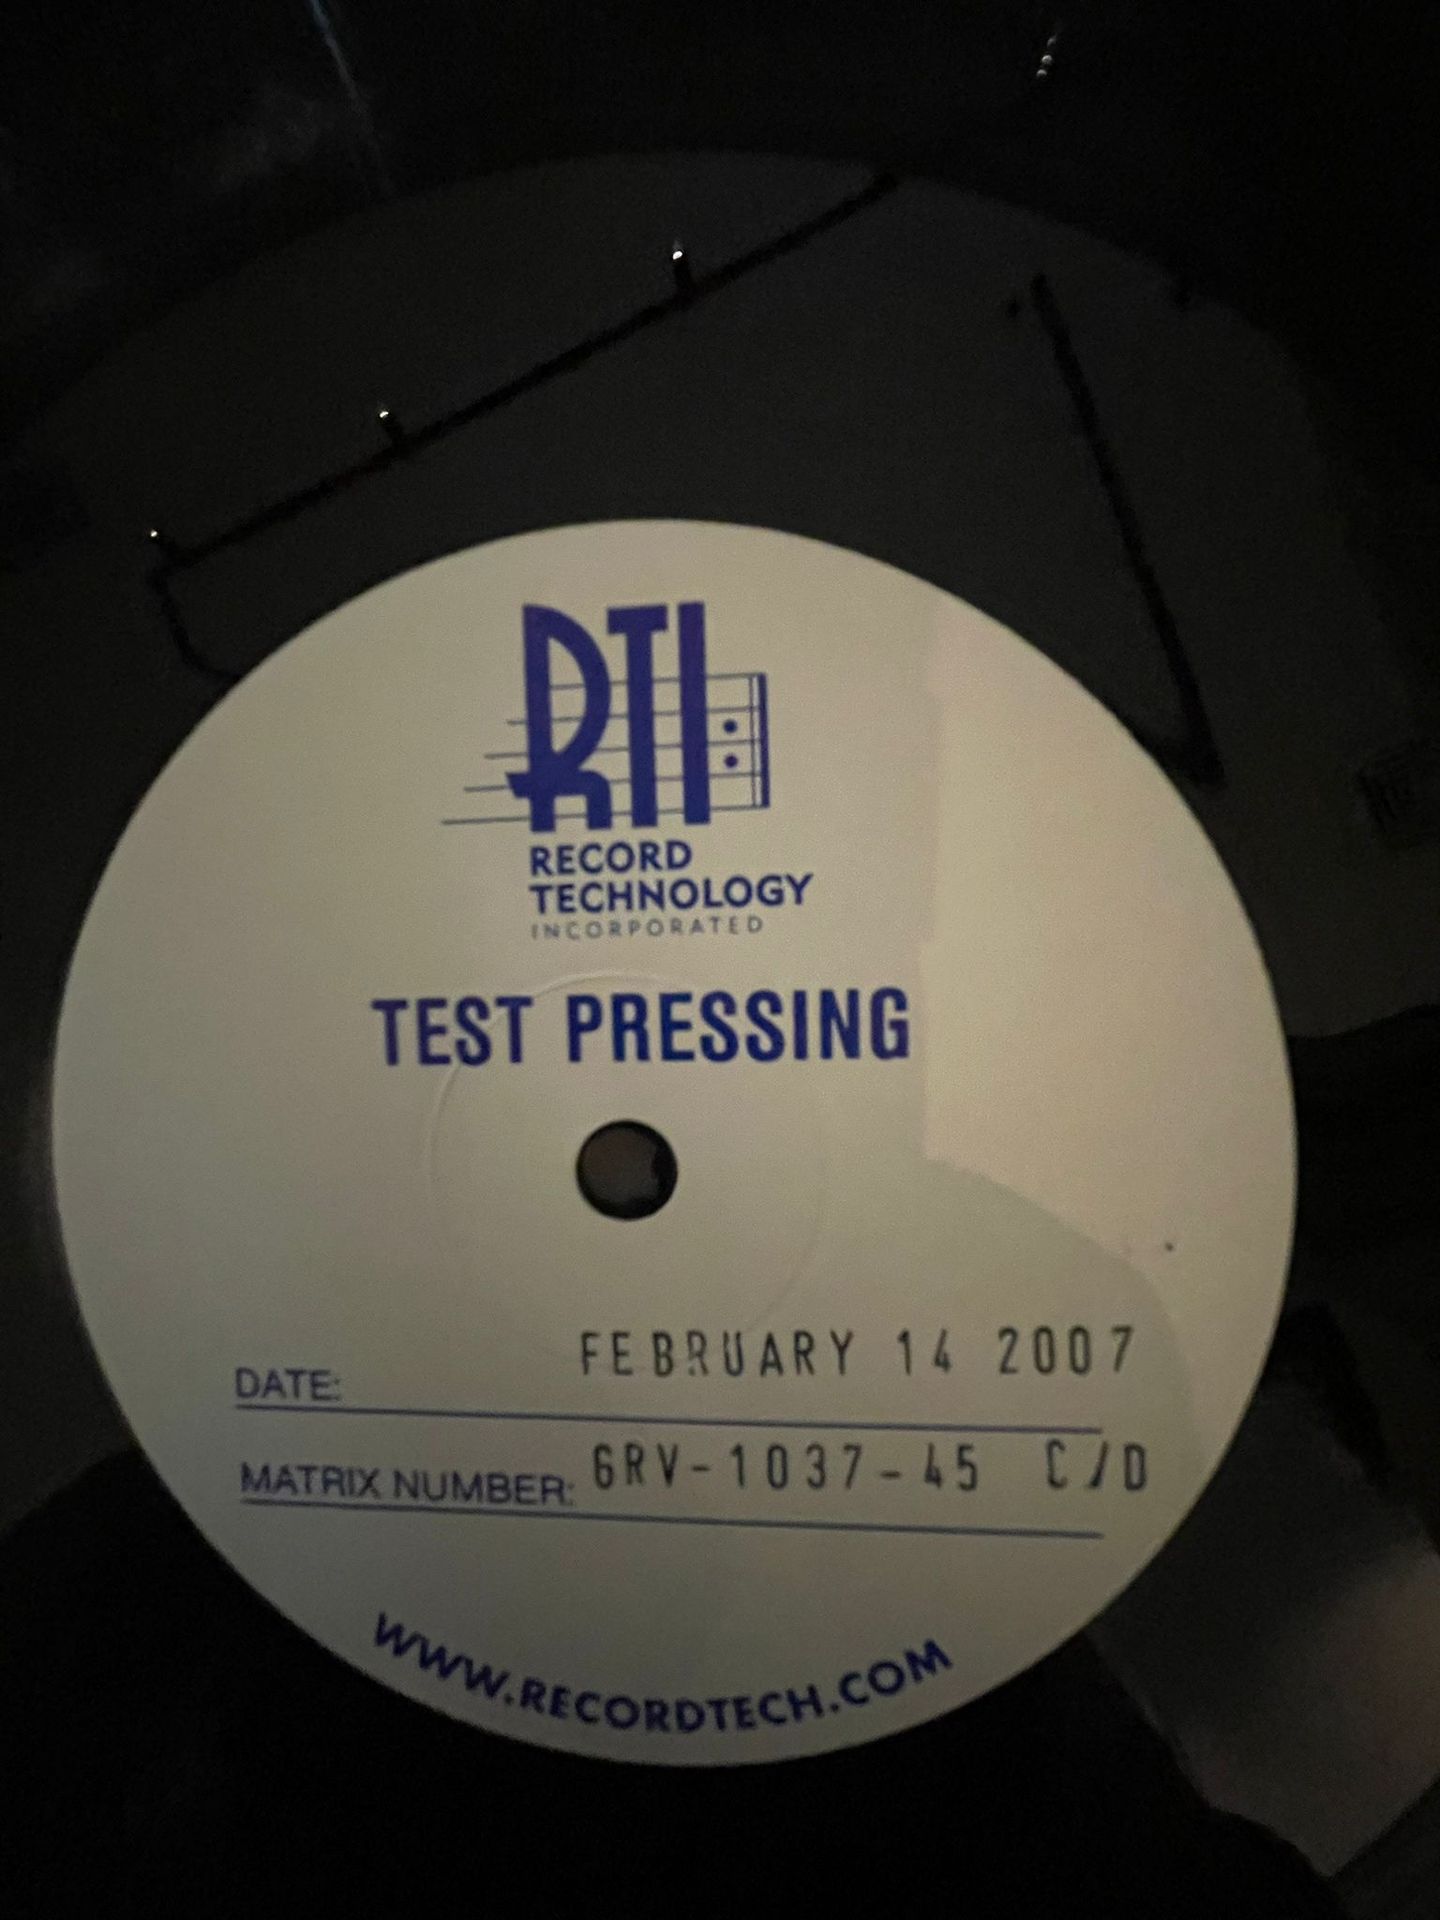 RTI
RECORD
TECHNOLOGY
INCORPORATED
TEST PRESSING
DATE: FEBRUARY 14 2007
MATRIX NUMBER: GRV-1037-45 C/D
WWW.RECORDTECH.COM